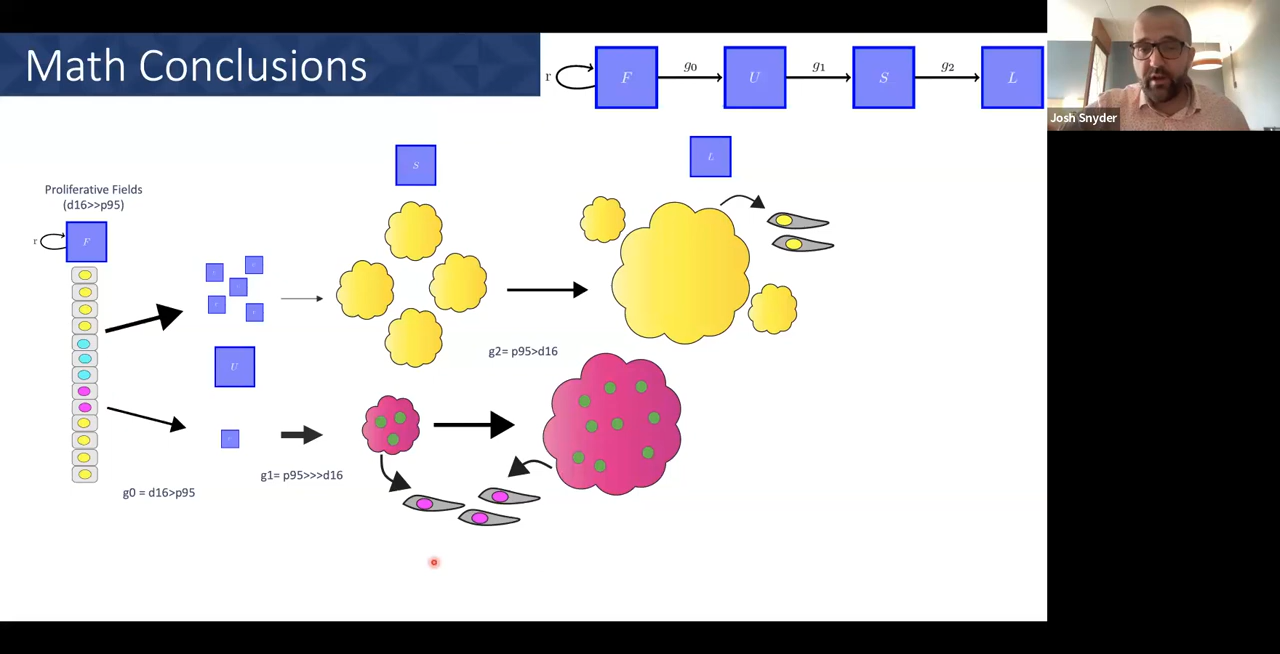 Math Conclusions
r
F
g0
U
g1
S
g2
L
Josh Snyder
Proliferative Fields
(d16>>p95)
r
F
S
L
U
g2= p95>d16
g1= p95>>>d16
g0 = d16>p95